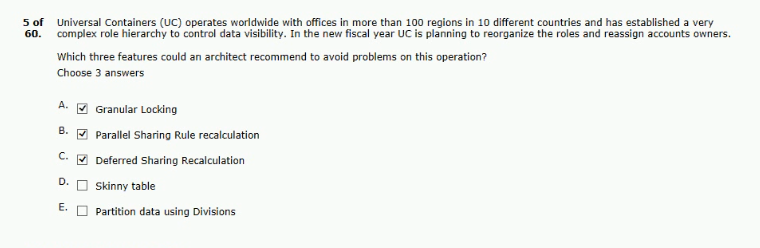 5 of Universal Containers (UC) operates worldwide with offices in more than 100 regions in 10 different countries and has established a very
60. complex role hierarchy to control data visibility. In the new fiscal year UC is planning to reorganize the roles and reassign accounts owners.
Which three features could an architect recommend to avoid problems on this operation?
Choose 3 answers
A. Granular Locking
B. Parallel Sharing Rule recalculation
C. Deferred Sharing Recalculation
D. Skinny table
E. Partition data using Divisions